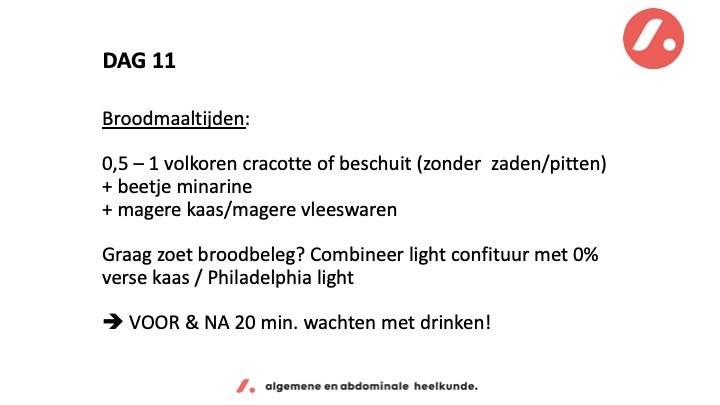 DAG 11
Broodmaaltijden:
0,5 – 1 volkoren cracotte of beschuit (zonder  zaden/pitten)
+ beetje minarine
+ magere kaas/magere vleeswaren
Graag zoet broodbeleg? Combineer light confituur met 0%
verse kaas / Philadelphia light
➔ VOOR & NA 20 min. wachten met drinken!
algemene en abdominale heelkunde.